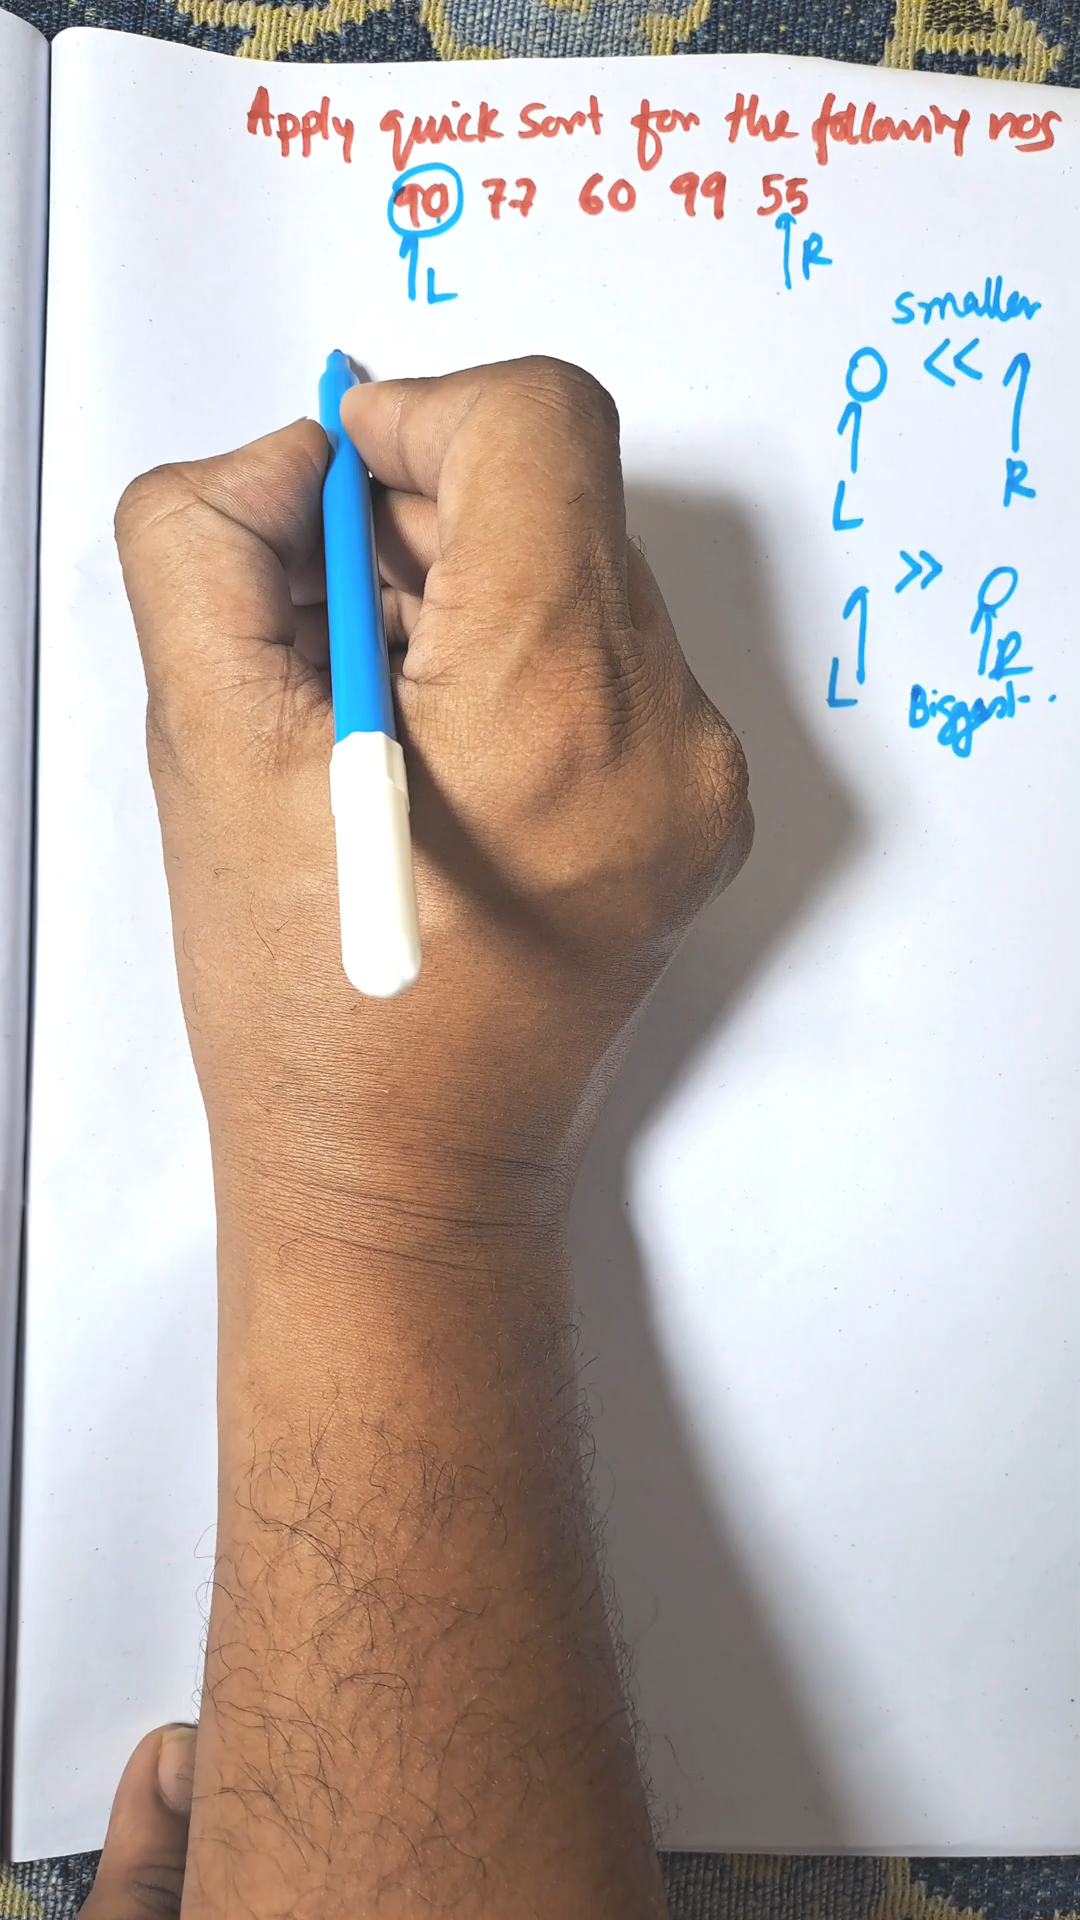 Apply quick sort for the following nos
90 77 60 99 55
L R
smaller
O << ↑
L R
>> O
L R
Biggest..